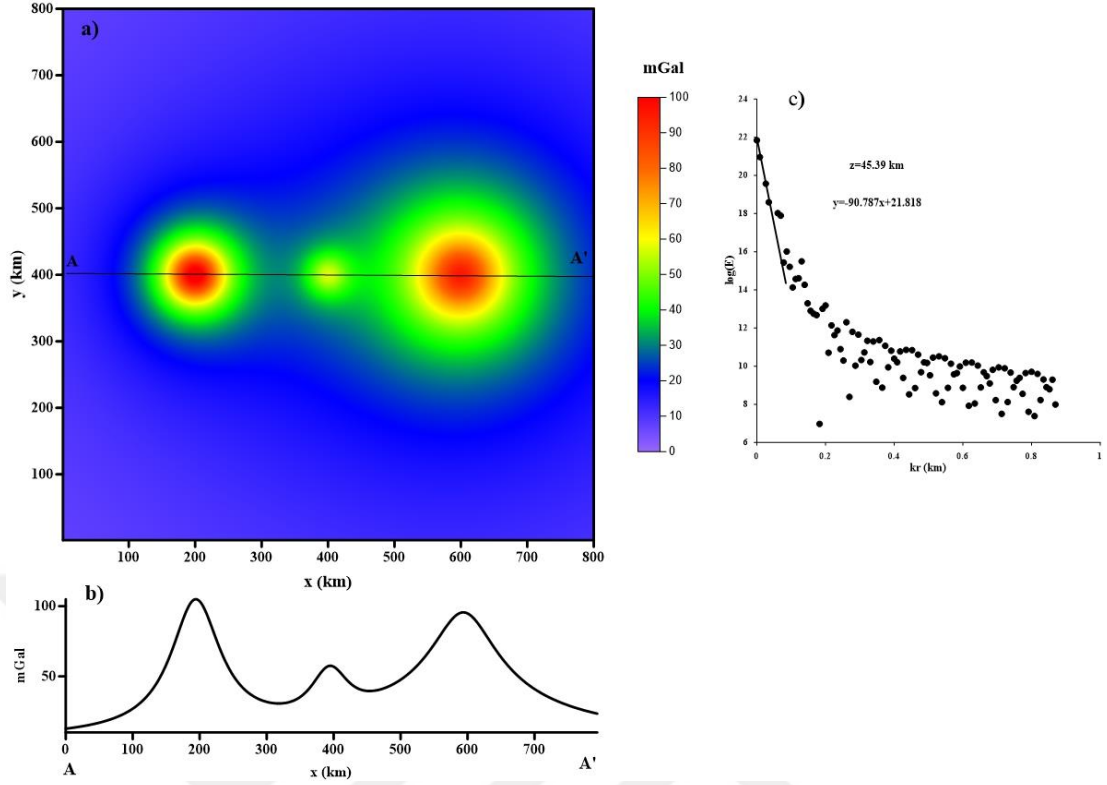 a)
800
700
600
500
400
300
200
100
y (km)
A A'
100 200 300 400 500 600 700 800
x (km)
mGal
100
90
80
70
60
50
40
30
20
10
0
c)
24
22
20
18
16
14
12
10
8
6
log(E)
z=45.39 km
y=-90.787x+21.818
0 0.2 0.4 0.6 0.8 1
kr (km)
b)
100
50
mGal
0 100 200 300 400 500 600 700
A A'
x (km)